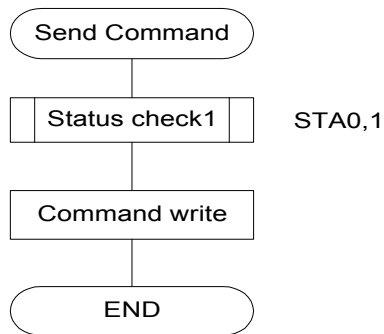 Send Command
Status check1
STA0,1
Command write
END